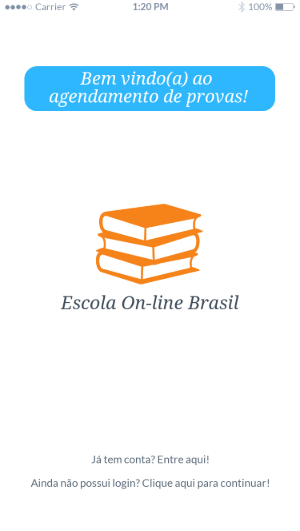 Carrier 1:20 PM 100%
Bem vindo(a) ao
agendamento de provas!
Escola On-line Brasil
Já tem conta? Entre aqui!
Ainda não possui login? Clique aqui para continuar!